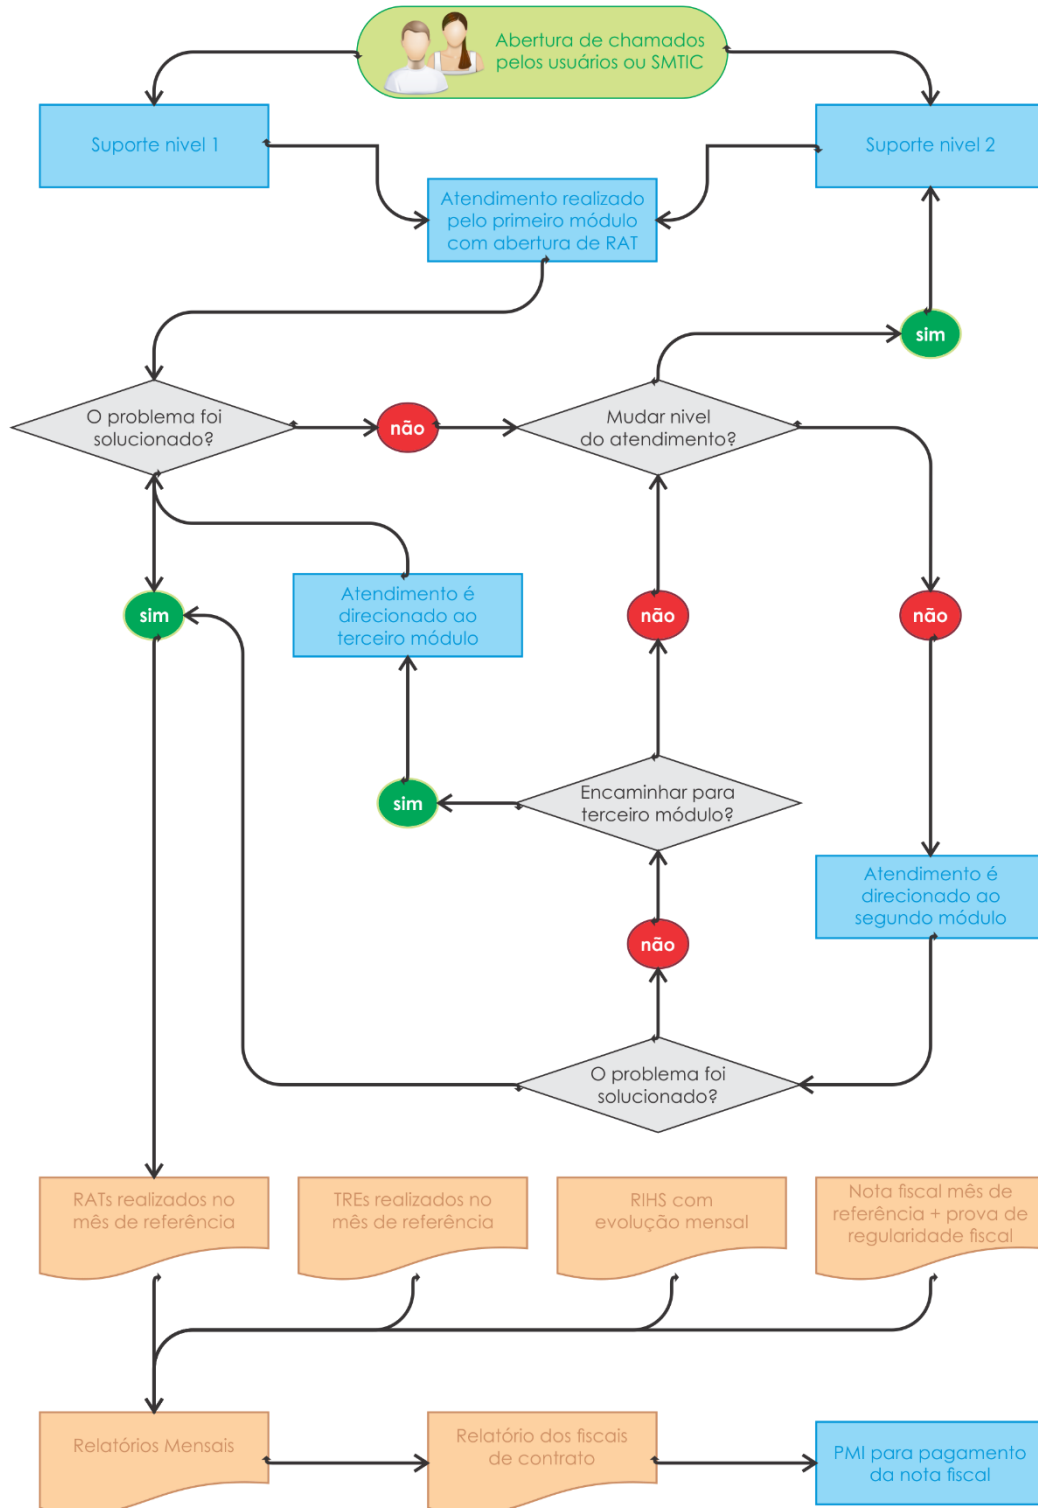 Abertura de chamados
pelos usuários ou SMTIC
Suporte nivel 1
Suporte nivel 2
Atendimento realizado
pelo primeiro módulo
com abertura de RAT
sim
O problema foi
solucionado?
não
Mudar nivel
do atendimento?
Atendimento é
direcionado ao
terceiro módulo
sim
não
não
sim
Encaminhar para
terceiro módulo?
Atendimento é
direcionado ao
segundo módulo
não
O problema foi
solucionado?
RATs realizados no
mês de referência
TREs realizados no
mês de referência
RIHS com
evolução mensal
Nota fiscal mês de
referência + prova de
regularidade fiscal
Relatórios Mensais
Relatório dos fiscais
de contrato
PMI para pagamento
da nota fiscal